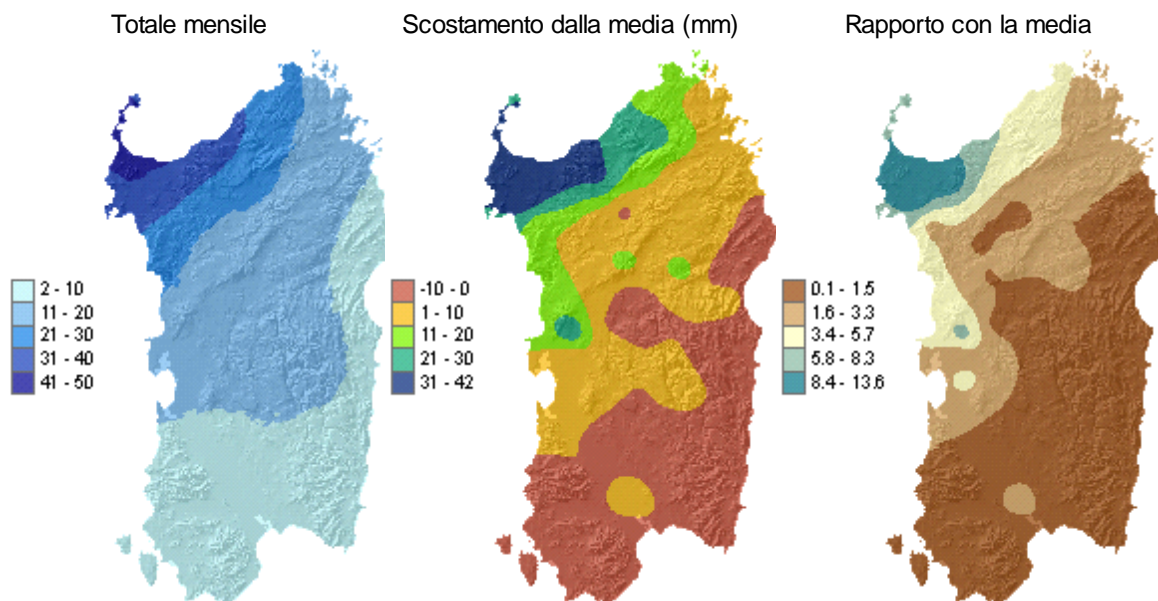 Totale mensile
Scostamento dalla media (mm)
Rapporto con la media
2 - 10
11 - 20
21 - 30
31 - 40
41 - 50
-10 - 0
1 - 10
11 - 20
21 - 30
31 - 42
0.1 - 1.5
1.6 - 3.3
3.4 - 5.7
5.8 - 8.3
8.4 - 13.6